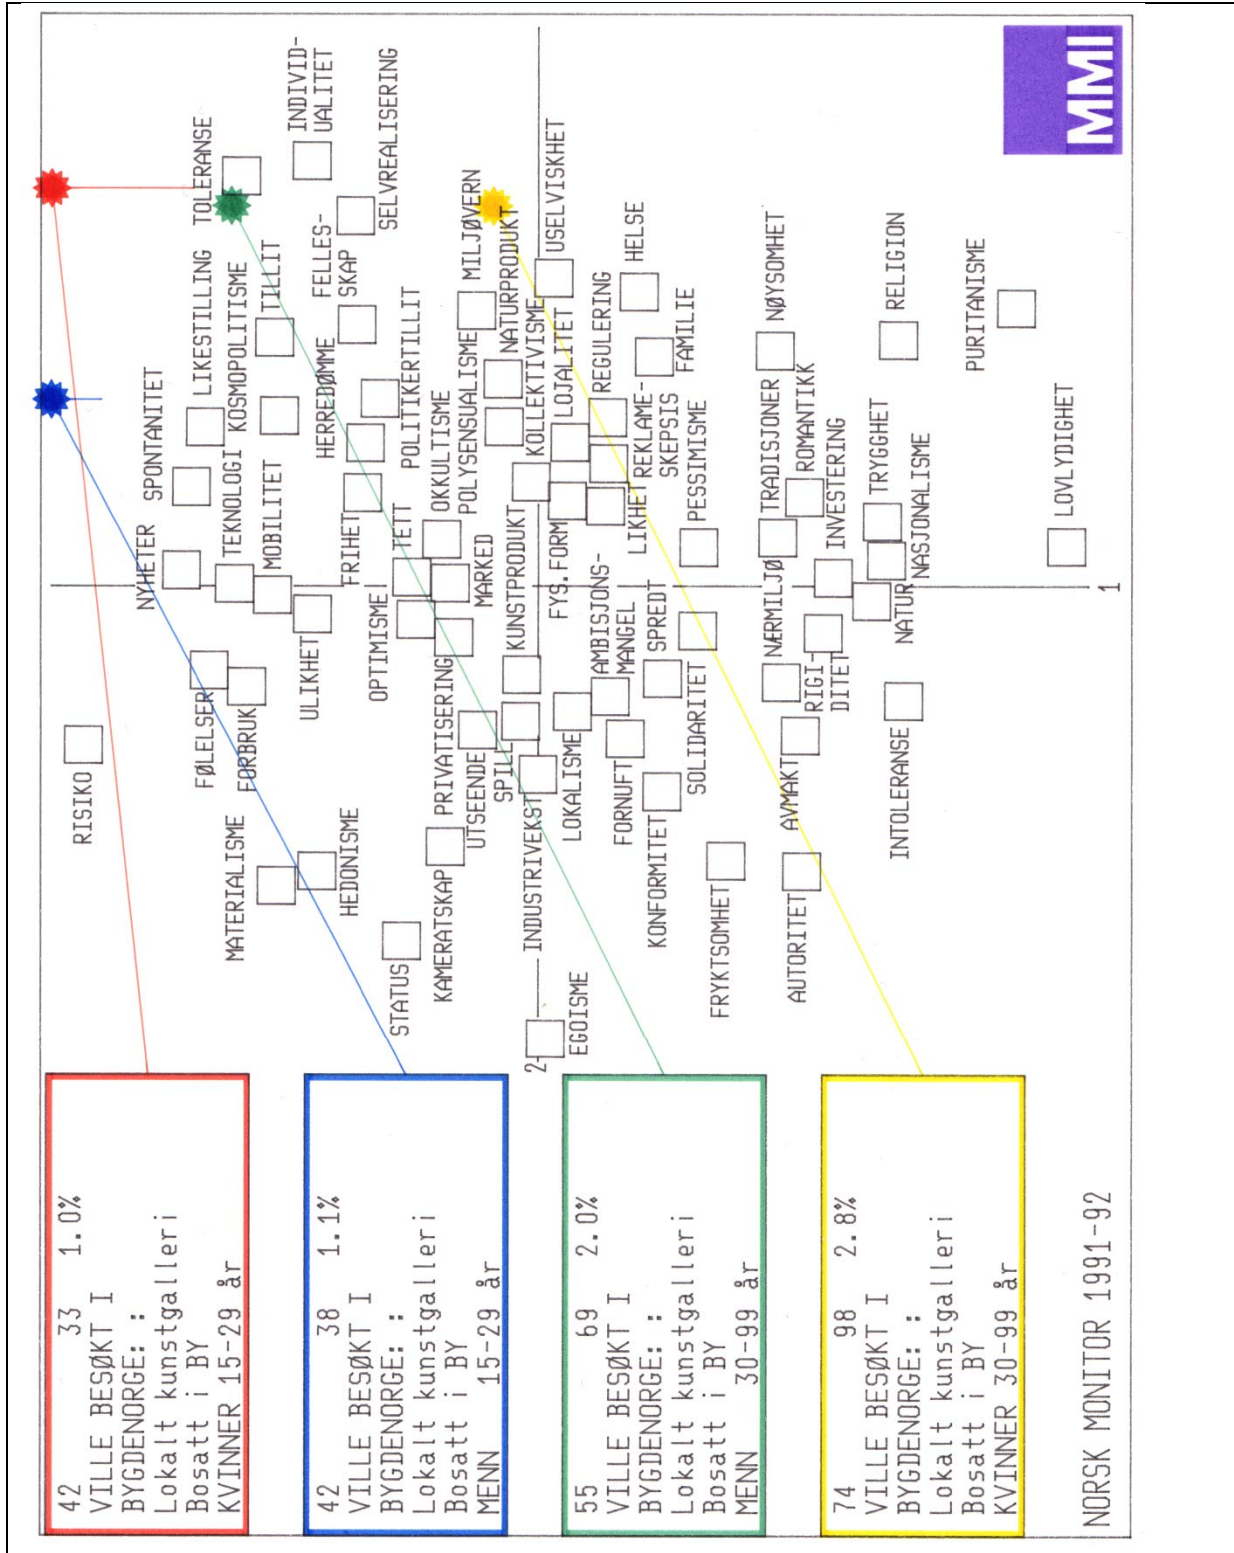 42 33 1.0%
VILLE BESØKT I
BYGDENORGE: :
Lokalt kunstgalleri
Bosatt i BY
KVINNER 15-29 år
42 38 1.1%
VILLE BESØKT I
BYGDENORGE: :
Lokalt kunstgalleri
Bosatt i BY
MENN 15-29 år
55 69 2.0%
VILLE BESØKT I
BYGDENORGE: :
Lokalt kunstgalleri
Bosatt i BY
MENN 30-99 år
74 98 2.8%
VILLE BESØKT I
BYGDENORGE: :
Lokalt kunstgalleri
Bosatt i BY
KVINNER 30-99 år
NORSK MONITOR 1991-92
RISIKO
NYHETER
SPONTANITET
TOLERANSE
LIKESTILLING
FØLELSER
TEKNOLOGI
KOSMOPOLITISME
MATERIALISME
FORBRUK
MOBILITET
TILLIT
INDIVID-
UALITET
ULIKHET
HERREDØMME
FELLES-
SKAP
HEDONISME
FRIHET
OPTIMISME
SELVREALISERING
STATUS
TETT
POLITIKERTILLIT
KAMERATSKAP
PRIVATISERING
OKKULTISME
POLYSENSUALISME
MILJØVERN
UTSEENDE
MARKED
SPILL
KUNSTPRODUKT
NATURPRODUKT
2
INDUSTRIVEKST
KOLLEKTIVISME
USELVISKHET
EGOISME
LOKALISME
FYS.FORM
LOJALITET
AMBISJONS-
MANGEL
REGULERING
FORNUFT
LIKHET
REKLAME-
SKEPSIS
HELSE
KONFORMITET
SPREDT
FAMILIE
SOLIDARITET
PESSIMISME
FRYKTSOMHET
NÆRMILJØ
TRADISJONER
NØYSOMHET
AUTORITET
AVMAKT
ROMANTIKK
RIGI-
DITET
INVESTERING
TRYGGHET
INTOLERANSE
NATUR
NASJONALISME
RELIGION
PURITANISME
LOVLYDIGHET
1
MMI